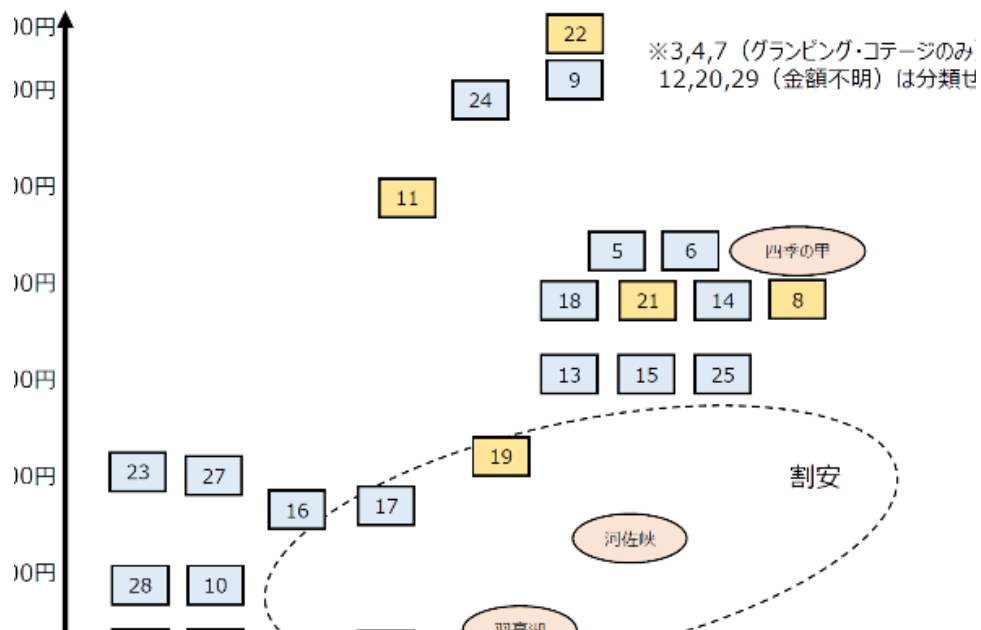 00円
22
※3,4,7（グランピング・コテージのみ）
00円
9
12,20,29（金額不明）は分類せ
24
00円
11
5
6
四季の里
00円
18
21
14
8
00円
13
15
25
19
00円
23
27
割安
17
16
河佐峡
00円
28
10